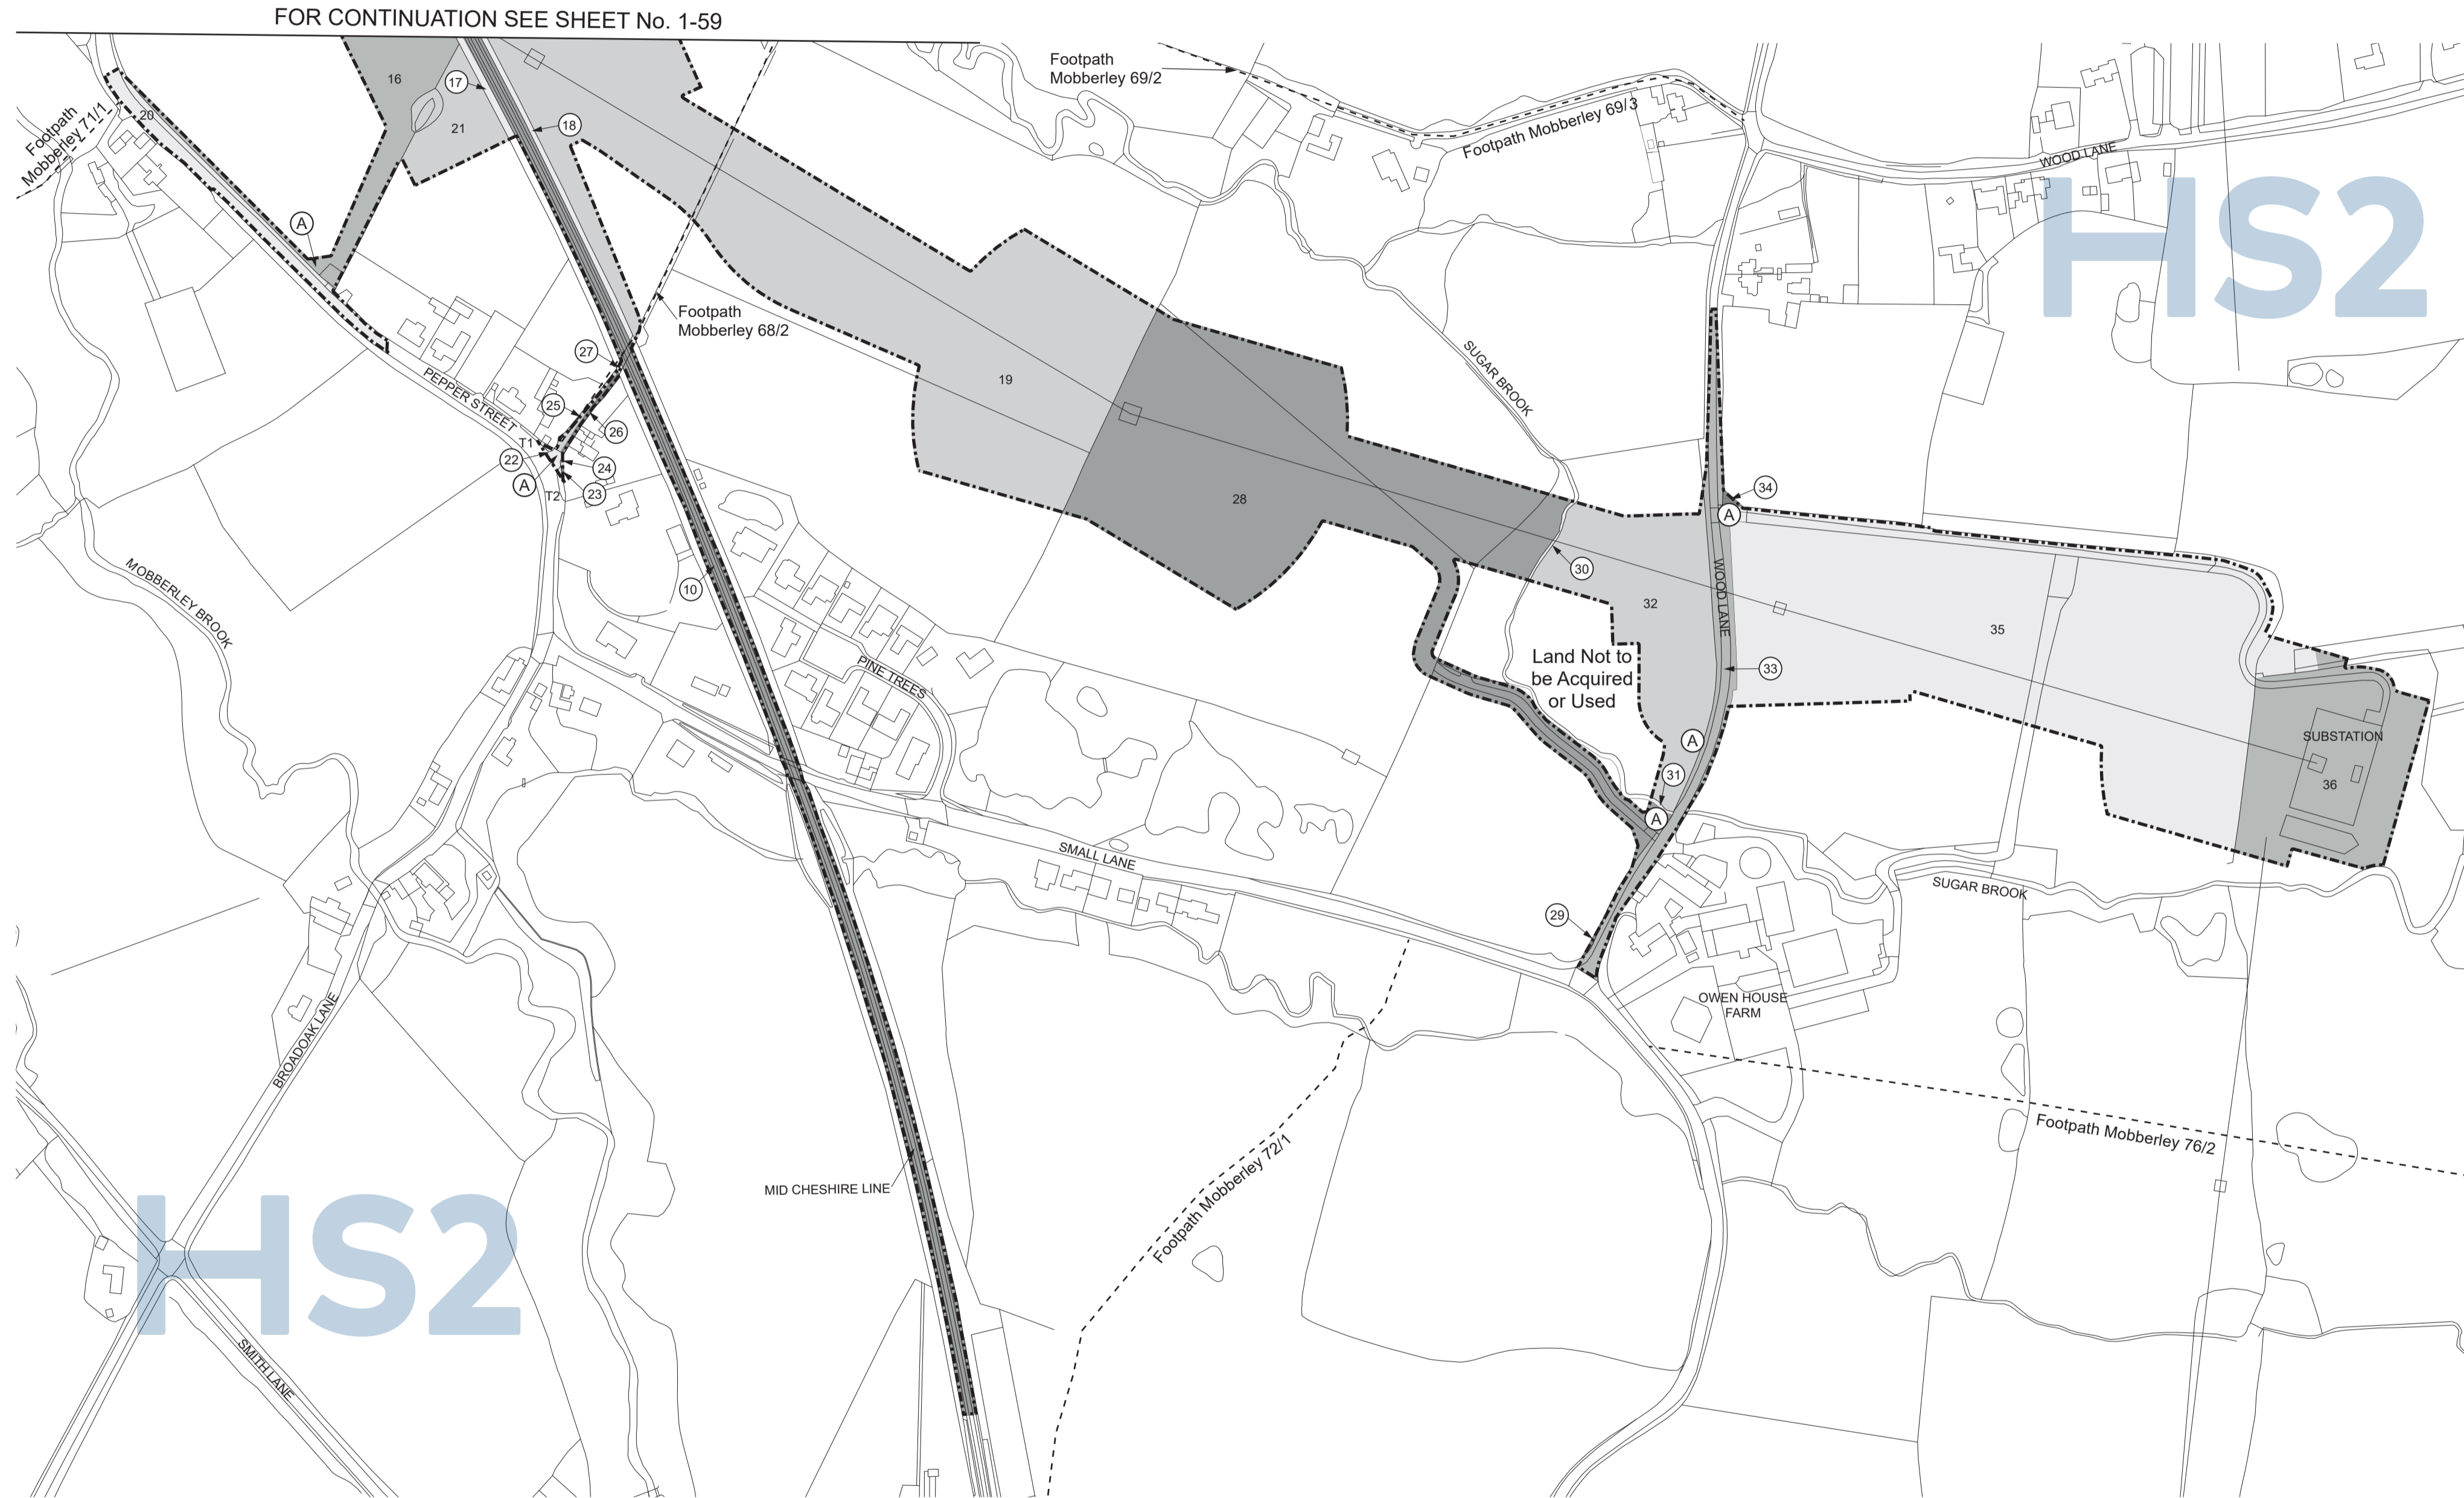 FOR CONTINUATION SEE SHEET No. 1-59
16
17
18
20
21
Footpath
Mobberley 71/1
A
Footpath
Mobberley 69/2
Footpath Mobberley 69/3
WOOD LANE
HS2
Footpath
Mobberley 68/2
27
PEPPER STREET
25
26
T1
22
24
A
T2
23
19
28
SUGAR BROOK
34
A
30
10
32
WOOD LANE
35
MOBBERLEY BROOK
PINE TREES
Land Not to
be Acquired
or Used
33
A
31
A
SUBSTATION
36
SMALL LANE
SUGAR BROOK
29
OWEN HOUSE
FARM
BROADOAK LANE
Footpath Mobberley 76/2
Footpath Mobberley 72/1
MID CHESHIRE LINE
HS2
SMITH LANE